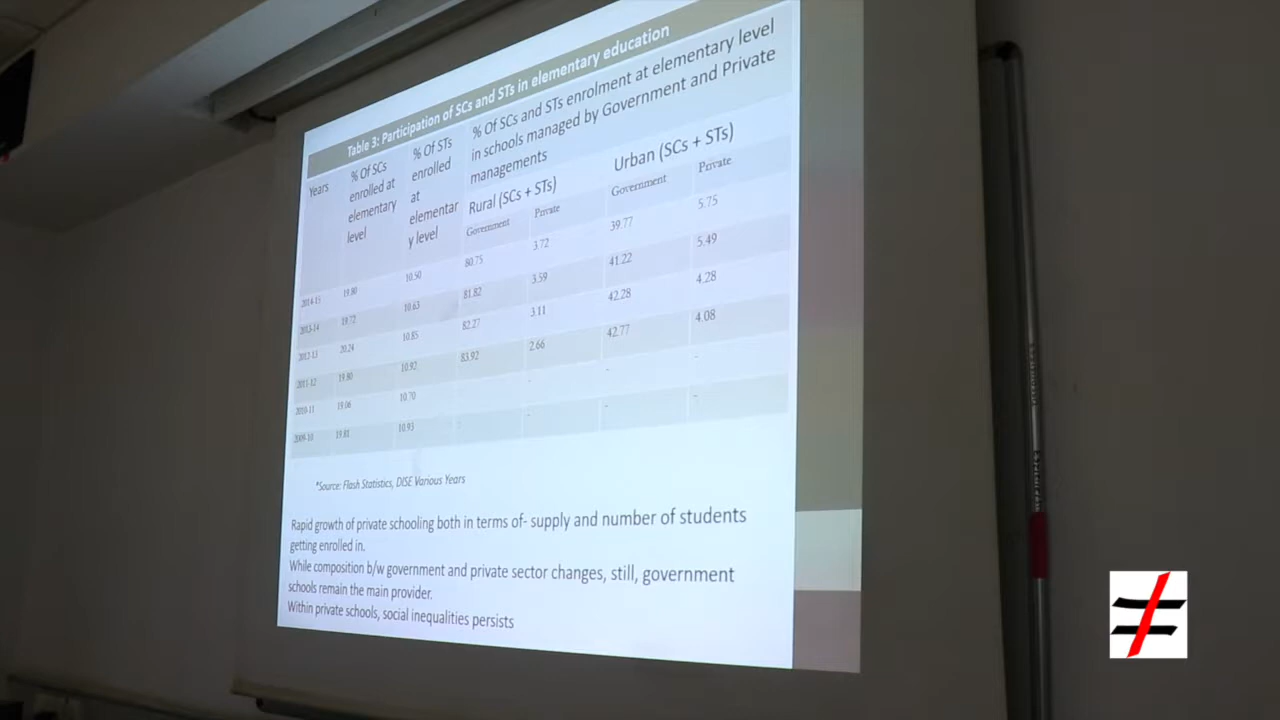 Table 3: Participation of SCs and STs in elementary education
Years
% Of SCs
enrolled at
elementary
level
% Of STs
enrolled
at
elementar
y level
% Of SCs and STs enrolment at elementary level
in schools managed by Government and Private
managements
Rural (SCs + STs)
Urban (SCs + STs)
Government
Private
Government
Private
2014-15 19.80 10.50 80.75 3.72 39.77 5.75
2013-14 19.72 10.63 81.82 3.59 41.22 5.49
2012-13 20.24 10.85 82.27 3.11 42.28 4.28
2011-12 19.80 10.92 83.92 2.66 42.77 4.08
2010-11 19.06 10.70 - - -
2009-10 19.81 10.93 - - -
*Source: Flash Statistics, DISE Various Years
Rapid growth of private schooling both in terms of- supply and number of students
getting enrolled in.
While composition b/w government and private sector changes, still, government
schools remain the main provider.
Within private schools, social inequalities persists